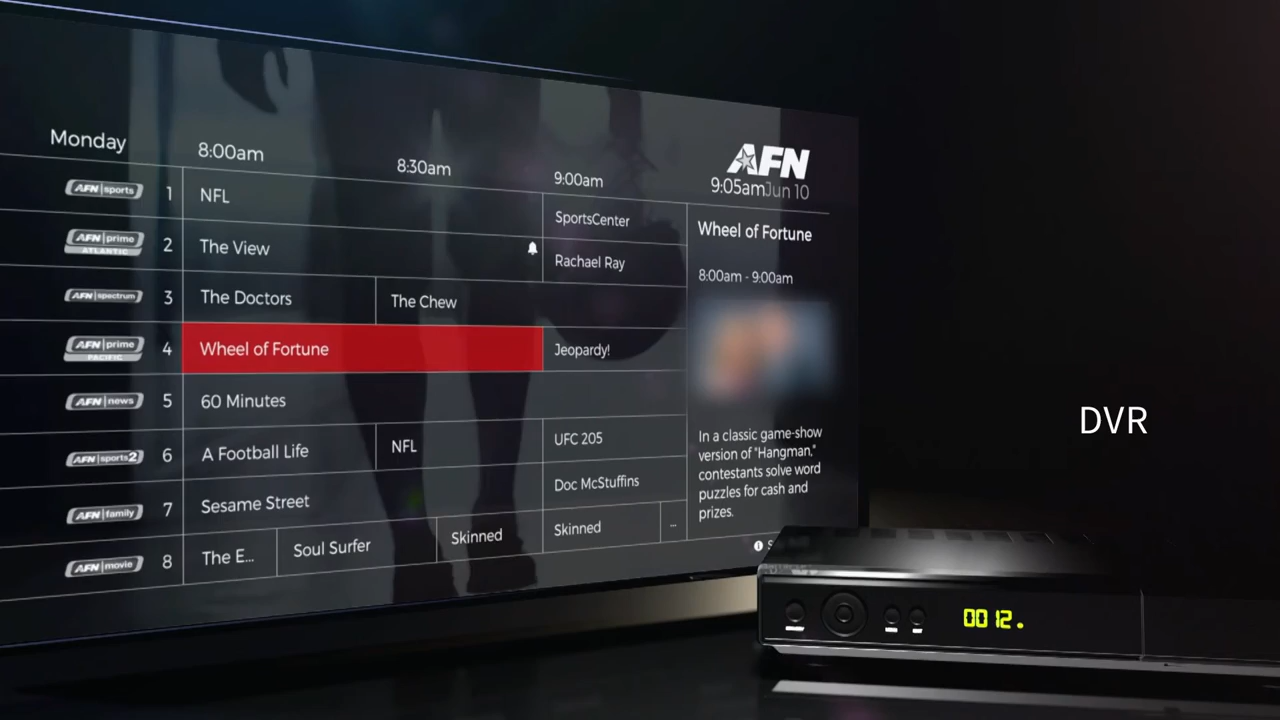 Monday 8:00am 8:30am 9:00am
AFN
9:05am Jun 10
AFN|sports 1 NFL SportsCenter
AFN|prime ATLANTIC 2 The View Rachael Ray
AFN|spectrum 3 The Doctors The Chew
AFN|prime PACIFIC 4 Wheel of Fortune Jeopardy!
AFN|news 5 60 Minutes
AFN|sports2 6 A Football Life NFL UFC 205
AFN|family 7 Sesame Street Doc McStuffins
AFN|movie 8 The E... Soul Surfer Skinned Skinned ...
Wheel of Fortune
8:00am - 9:00am
In a classic game-show
version of "Hangman,"
contestants solve word
puzzles for cash and
prizes.
DVR
0012.